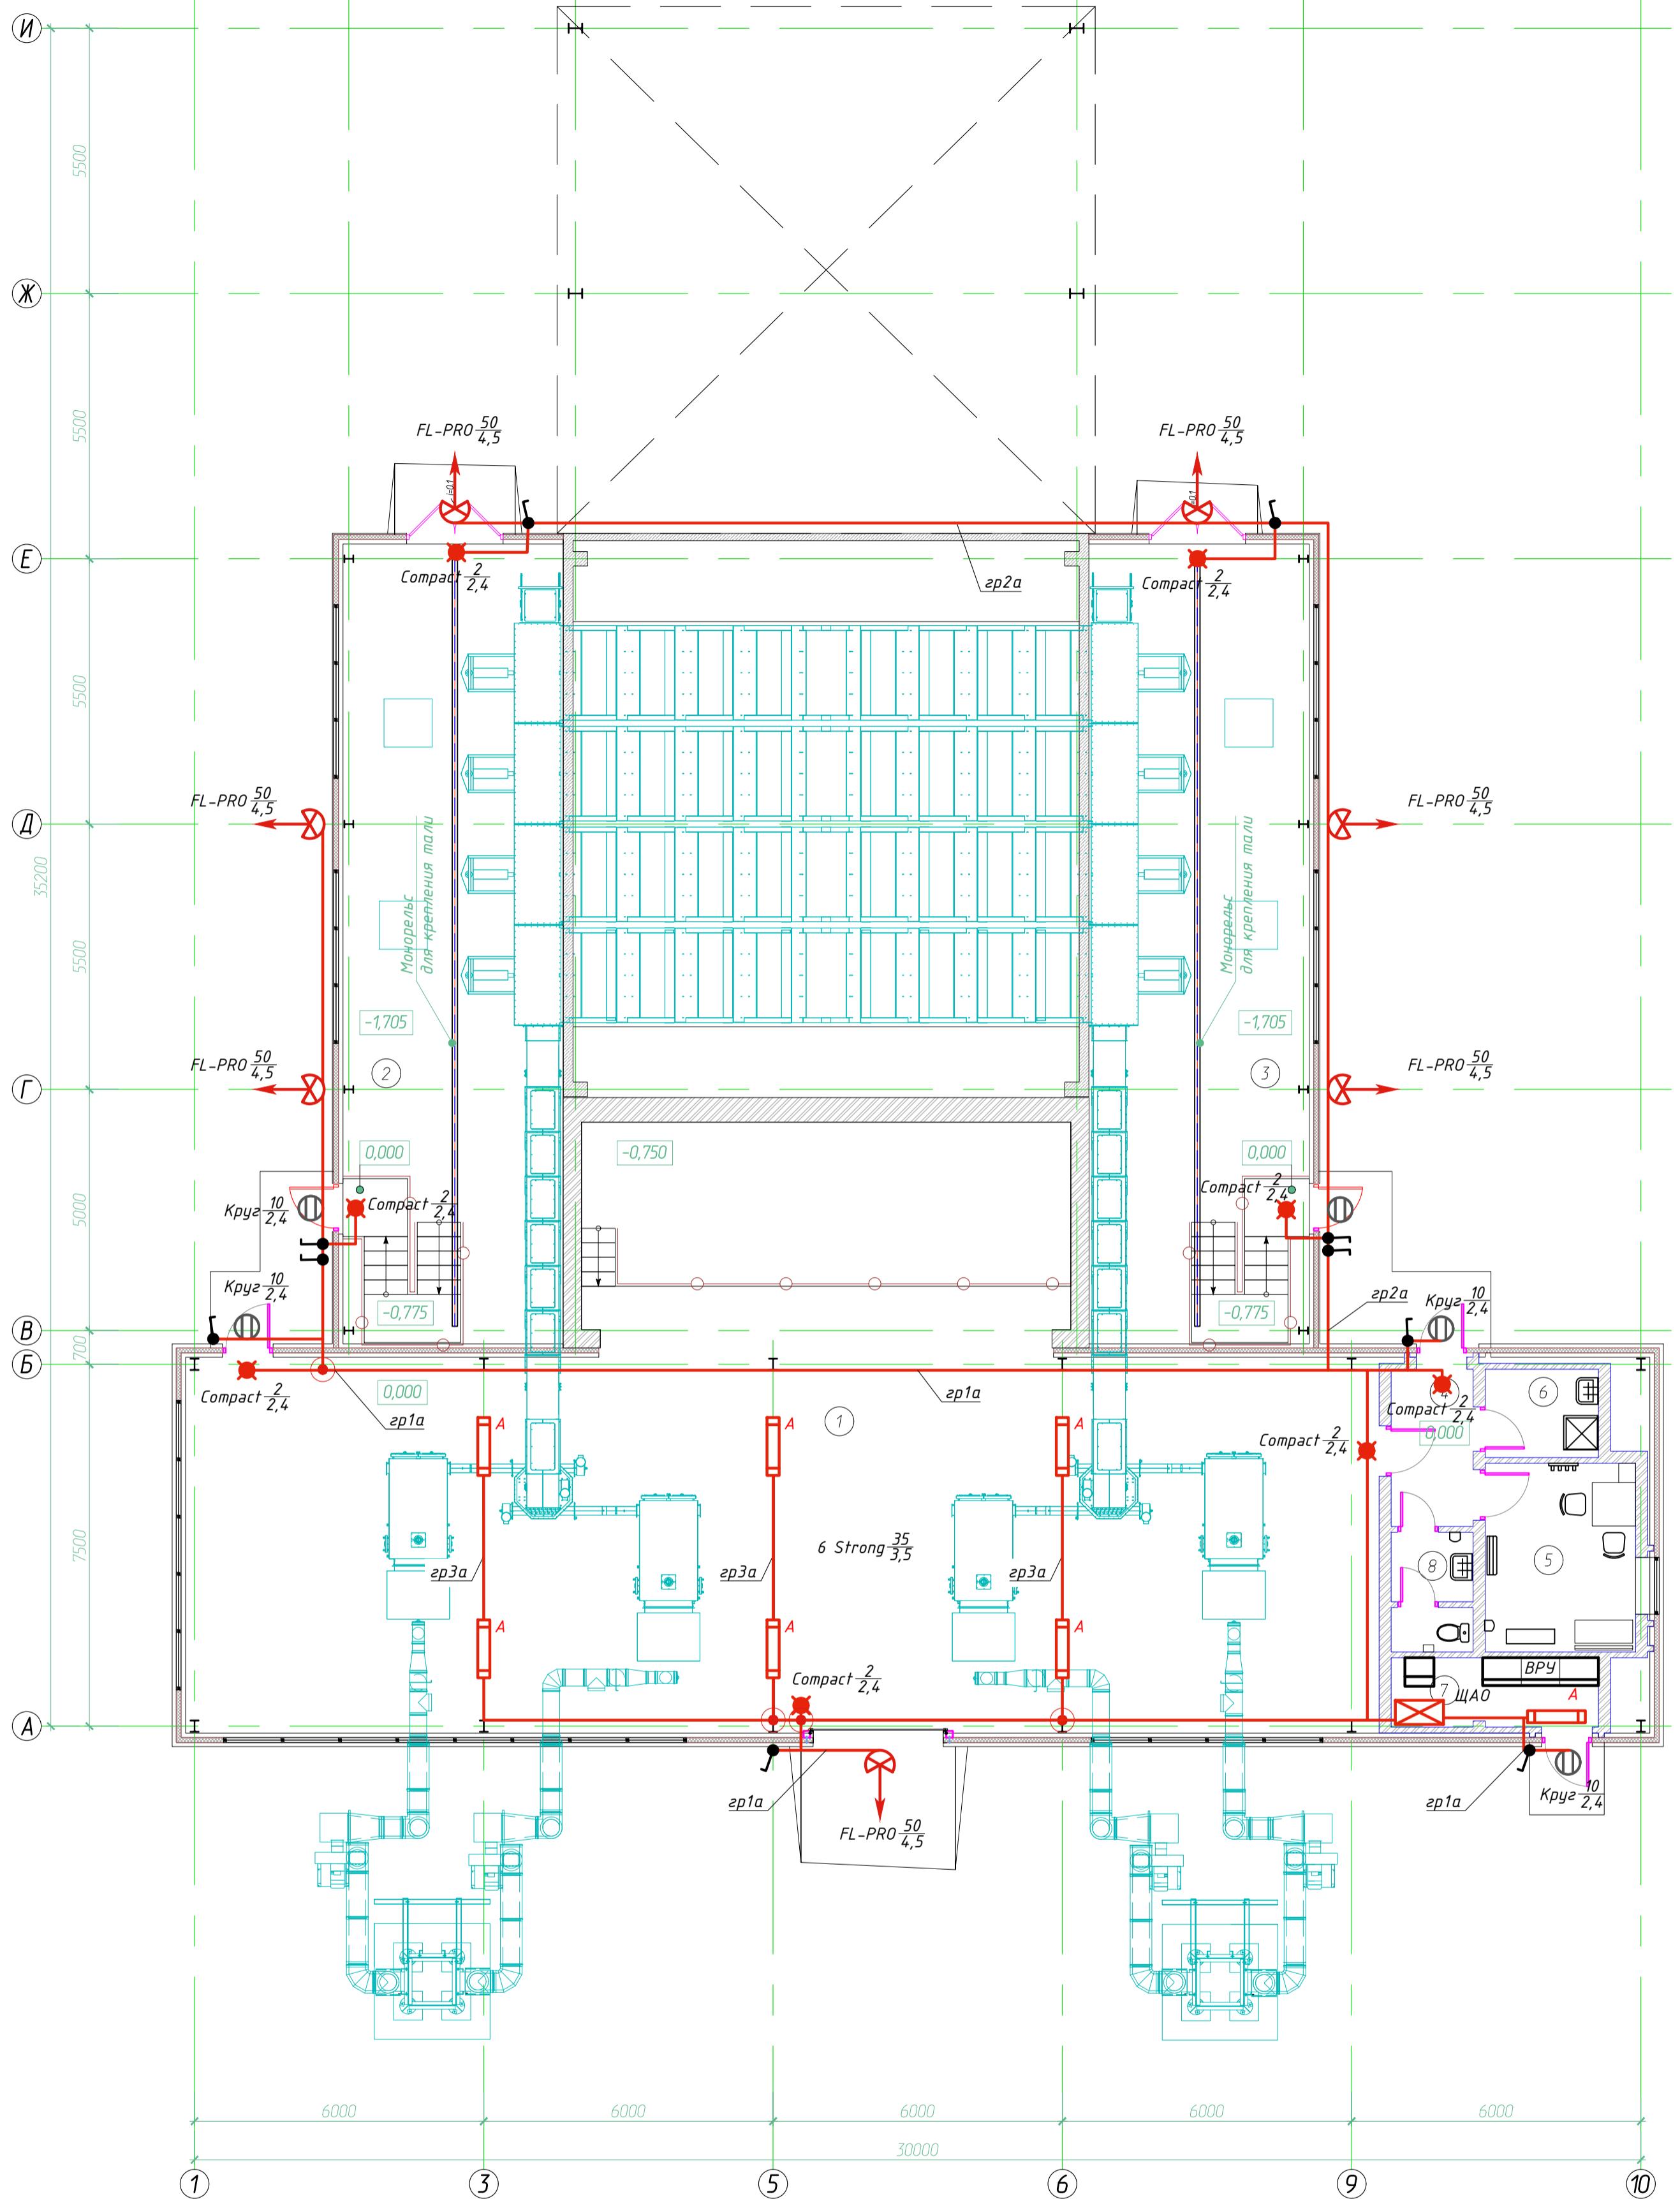 И
5500
Ж
5500
FL-PRO 50
4,5
FL-PRO 50
4,5
i=0.1
i=0.1
Е
Compact 2
2,4
гр2а
Compact 2
2,4
5500
FL-PRO 50
4,5
FL-PRO 50
4,5
Д
35200
Монорельс
для крепления тали
Монорельс
для крепления тали
5500
-1,705
-1,705
FL-PRO 50
4,5
2
3
FL-PRO 50
4,5
Г
0,000
-0,750
0,000
5000
Круг 10
2,4
Compact 2
2,4
Compact 2
2,4
Круг 10
2,4
-0,775
-0,775
гр2а
Круг 10
2,4
В
700
Б
Compact 2
2,4
0,000
гр1а
гр1а
4
6
Compact 2
2,4
А
А
1
А
0,000
Compact 2
2,4
7500
6 Strong 35
3,5
гр3а
гр3а
гр3а
8
5
А
А
А
Compact 2
2,4
ВРУ
7
ЩАО
А
А
гр1а
FL-PRO 50
4,5
гр1а
Круг 10
2,4
6000
6000
6000
6000
6000
30000
1
3
5
6
9
10